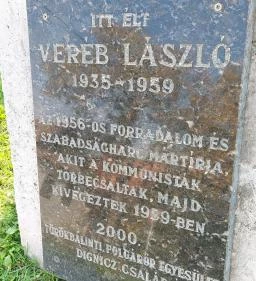 ITT ÉLT
VEREB LÁSZLÓ
1935-1959
AZ 1956-OS FORRADALOM ÉS
SZABADSÁGHARC MÁRTÍRJA,
AKIT A KOMMUNISTÁK
TŐRBECSALTAK, MAJD
KIVÉGEZTEK 1959-BEN.
2000.
TÖRÖKBÁLINTI POLGÁRŐR EGYESÜLET
DIGNICZ CSALÁD